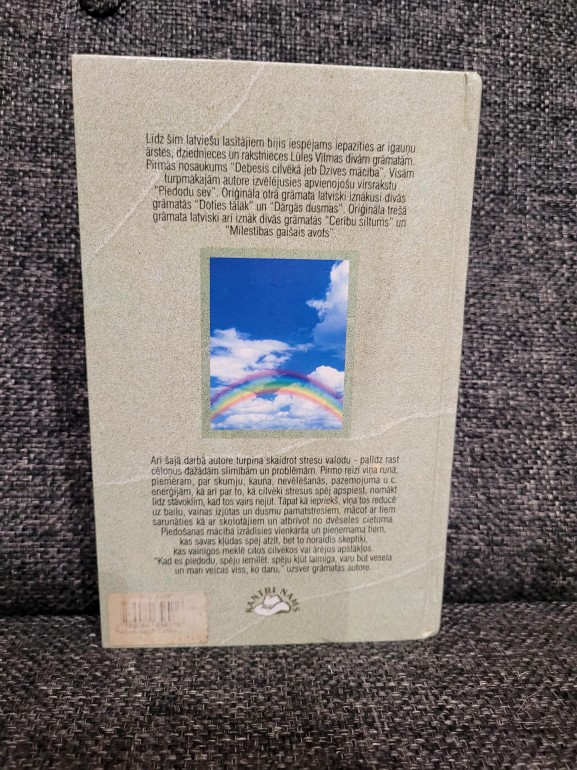 Līdz šim latviešu lasītājiem bijis iespējams iepazīties ar igauņu
ārstes, dziednieces un rakstnieces Lūles Vīlmas divām grāmatām.
Pirmās nosaukums "Debesis cilvēkā jeb Dzīves mācība". Visām
turpmākajām autore izvēlējusies apvienojošu virsrakstu
"Piedodu sev". Oriģināla otrā grāmata latviski iznākusi divās
grāmatās "Doties tālāk" un "Dārgās dusmas". Oriģināla trešā
grāmata latviski arī iznāk divās grāmatās "Cerību siltums" un
"Mīlestības gaišais avots".
Arī šajā darbā autore turpina skaidrot stresu valodu - palīdz rast
cēloņus dažādām slimībām un problēmām. Pirmo reizi viņa runā,
piemēram, par skumju, kauna, nevēlēšanās, pazemojuma u.c.
enerģijām, kā arī par to, kā cilvēki stresus spēj apspiest, nomākt
līdz stāvoklim, kad tos vairs nejūt. Tāpat kā iepriekš, viņa tos reducē
uz baiļu, vainas izjūtas un dusmu pamatstresiem, mācot ar tiem
sarunāties kā ar skolotājiem un atbrīvot no dvēseles cietuma.
Piedošanas mācība izrādīsies vienkārša un pieņemama tiem,
kas savas kļūdas spēj atzīt, bet to noraidīs skeptiķi,
kas vainīgos meklē citos cilvēkos vai ārējos apstākļos.
"Kad es piedodu, spēju iemīlēt, spēju kļūt laimīga, varu būt vesela
un man veicas viss, ko daru," uzsver grāmatas autore.
KANTRI NAMS